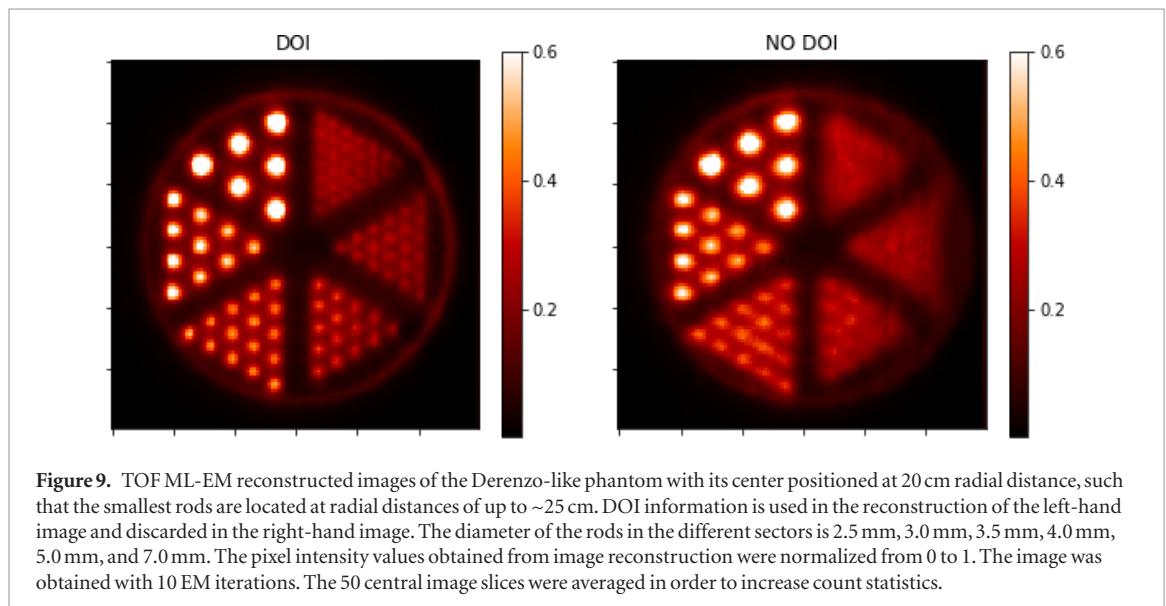 DOI
NO DOI
0.6
0.4
0.2
0.6
0.4
0.2
Figure 9. TOF ML-EM reconstructed images of the Derenzo-like phantom with its center positioned at 20 cm radial distance, such
that the smallest rods are located at radial distances of up to ~25 cm. DOI information is used in the reconstruction of the left-hand
image and discarded in the right-hand image. The diameter of the rods in the different sectors is 2.5 mm, 3.0 mm, 3.5 mm, 4.0 mm,
5.0 mm, and 7.0 mm. The pixel intensity values obtained from image reconstruction were normalized from 0 to 1. The image was
obtained with 10 EM iterations. The 50 central image slices were averaged in order to increase count statistics.